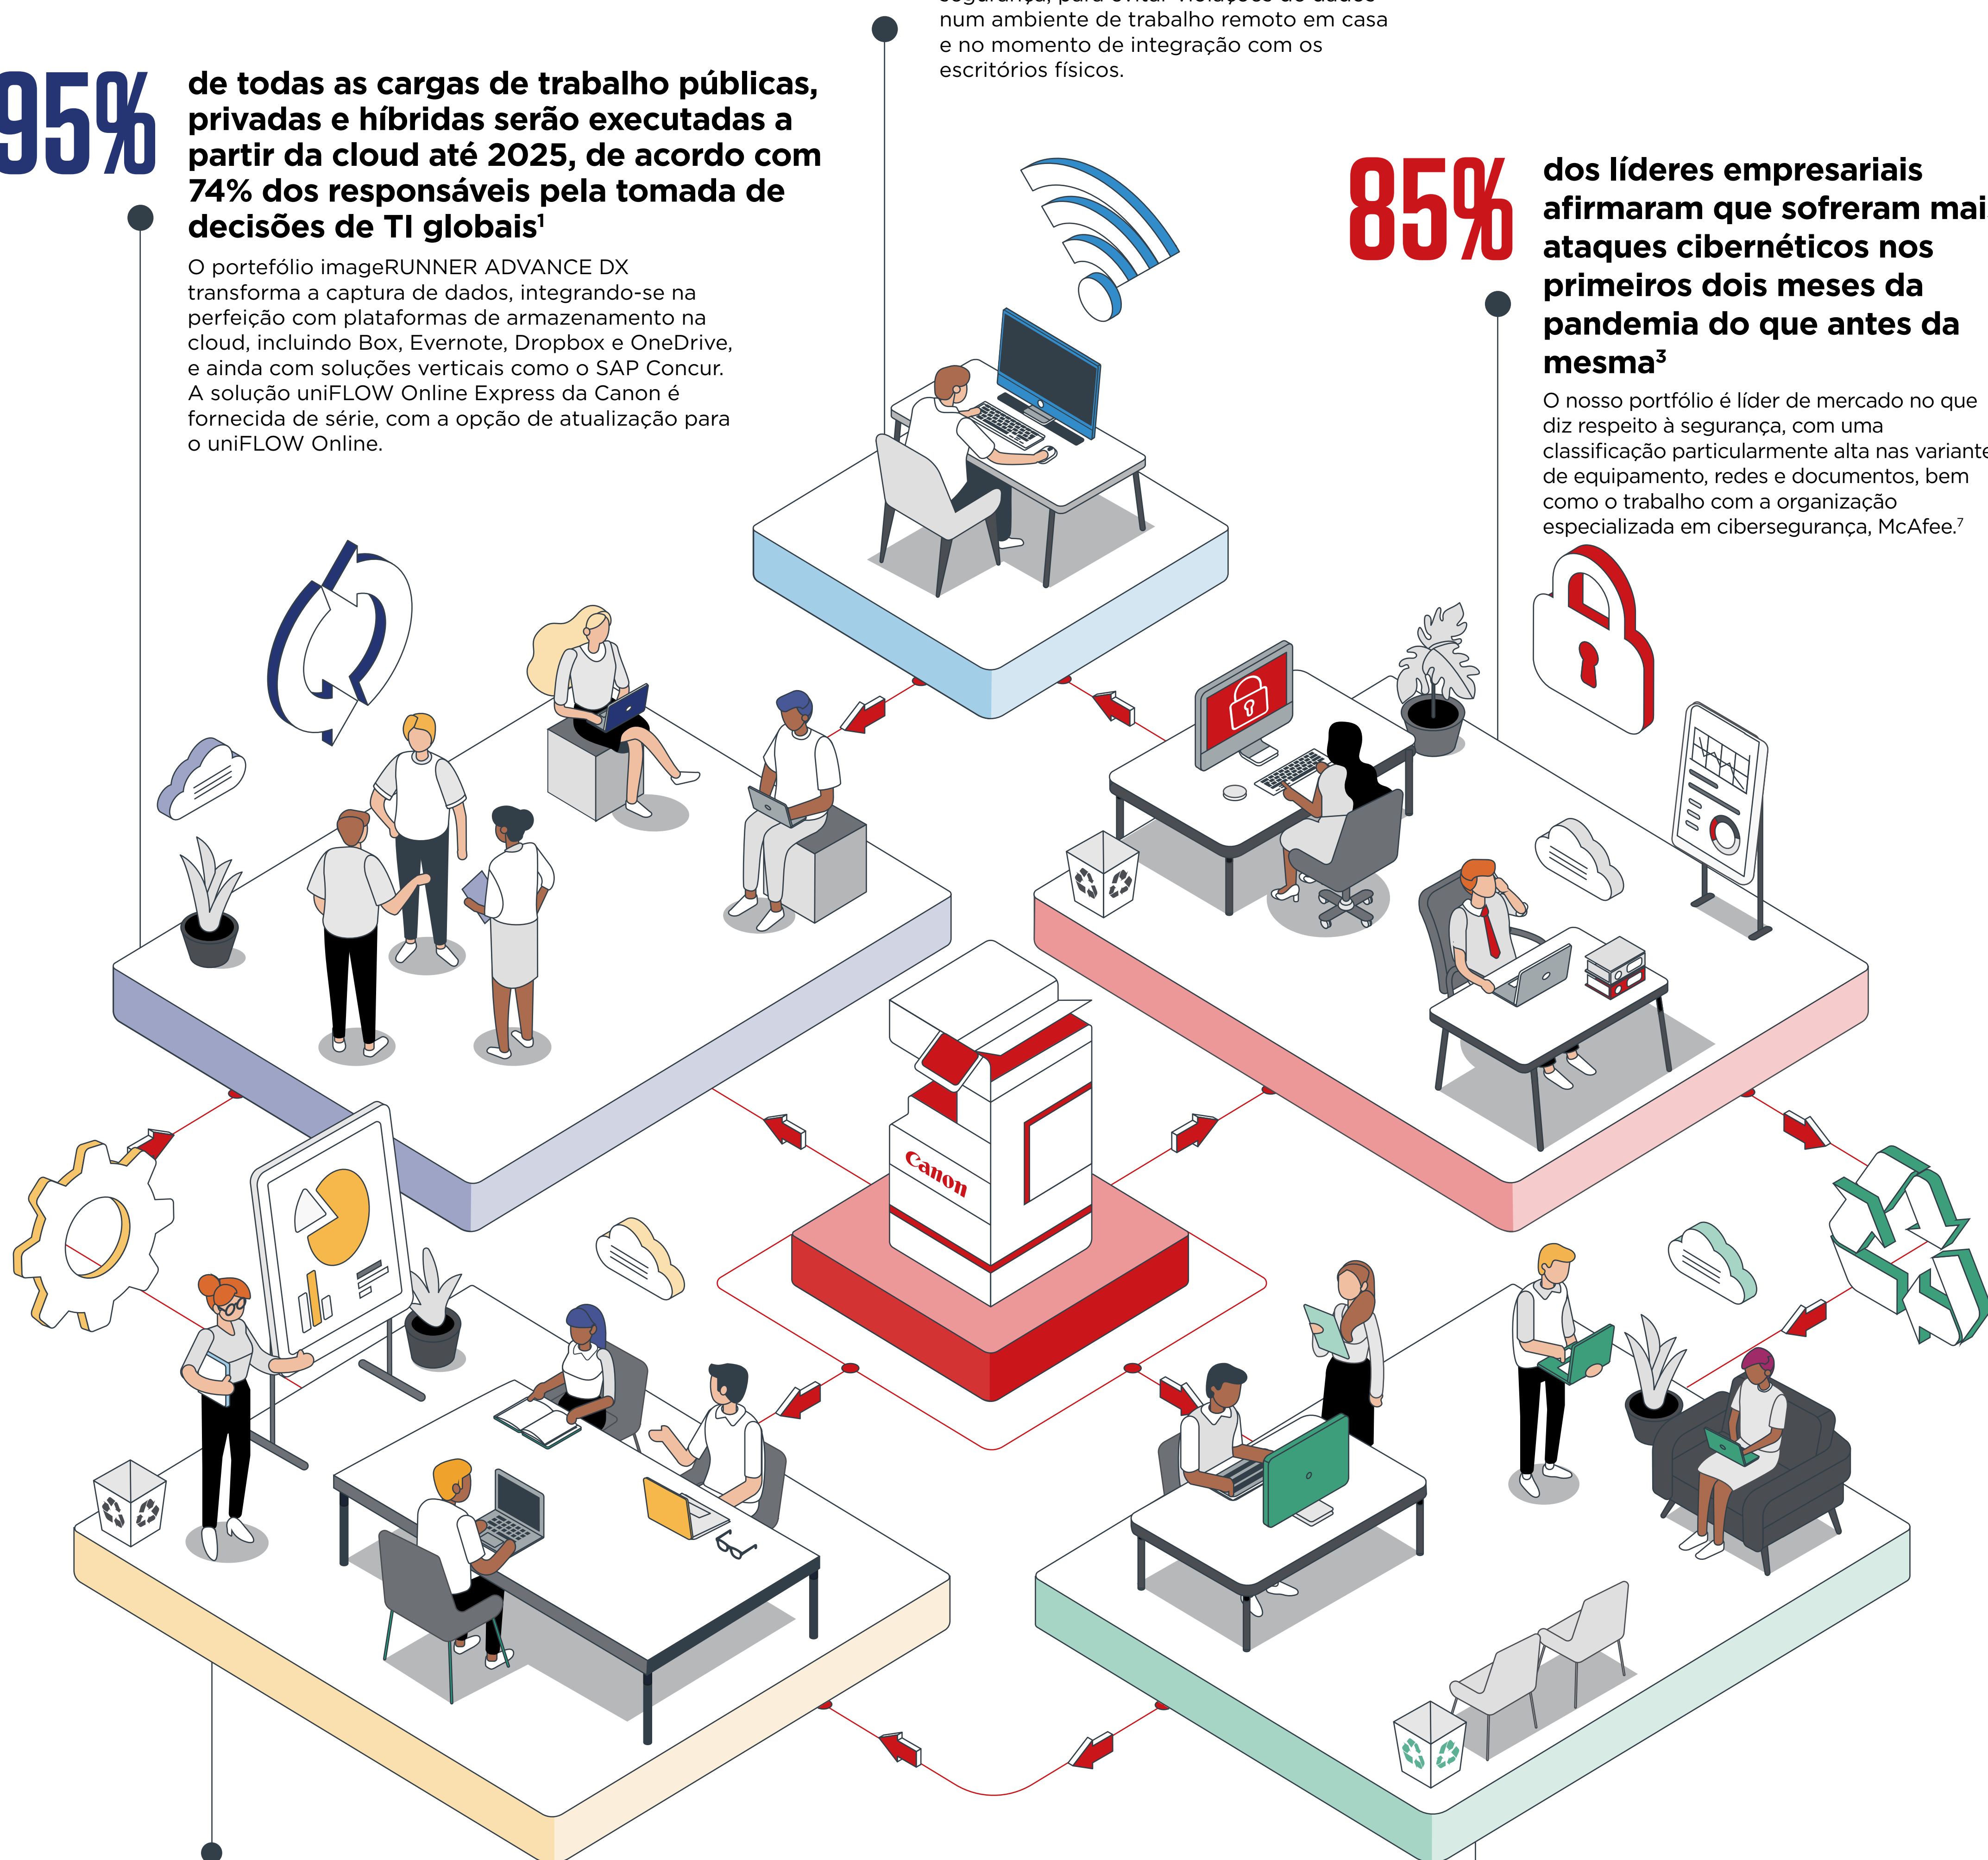 num ambiente de trabalho remoto em casa
e no momento de integração com os
escritórios físicos.
95%
de todas as cargas de trabalho públicas,
privadas e híbridas serão executadas a
partir da cloud até 2025, de acordo com
74% dos responsáveis pela tomada de
decisões de TI globais¹
O portefólio imageRUNNER ADVANCE DX
transforma a captura de dados, integrando-se na
perfeição com plataformas de armazenamento na
cloud, incluindo Box, Evernote, Dropbox e OneDrive,
e ainda com soluções verticais como o SAP Concur.
A solução uniFLOW Online Express da Canon é
fornecida de série, com a opção de atualização para
o uniFLOW Online.
85%
dos líderes empresariais
afirmaram que sofreram mai
ataques cibernéticos nos
primeiros dois meses da
pandemia do que antes da
mesma³
O nosso portfólio é líder de mercado no que
diz respeito à segurança, com uma
classificação particularmente alta nas variante
de equipamento, redes e documentos, bem
como o trabalho com a organização
especializada em cibersegurança, McAfee.⁷
Canon